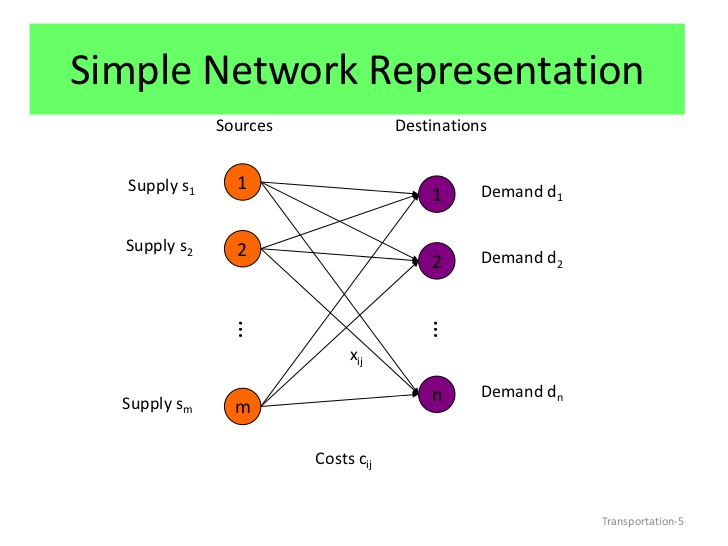 Simple Network Representation
Sources Destinations
Supply s1 1 1 Demand d1
Supply s2 2 2 Demand d2
⋮ ⋮
xij
Supply sm m n Demand dn
Costs cij
Transportation-5